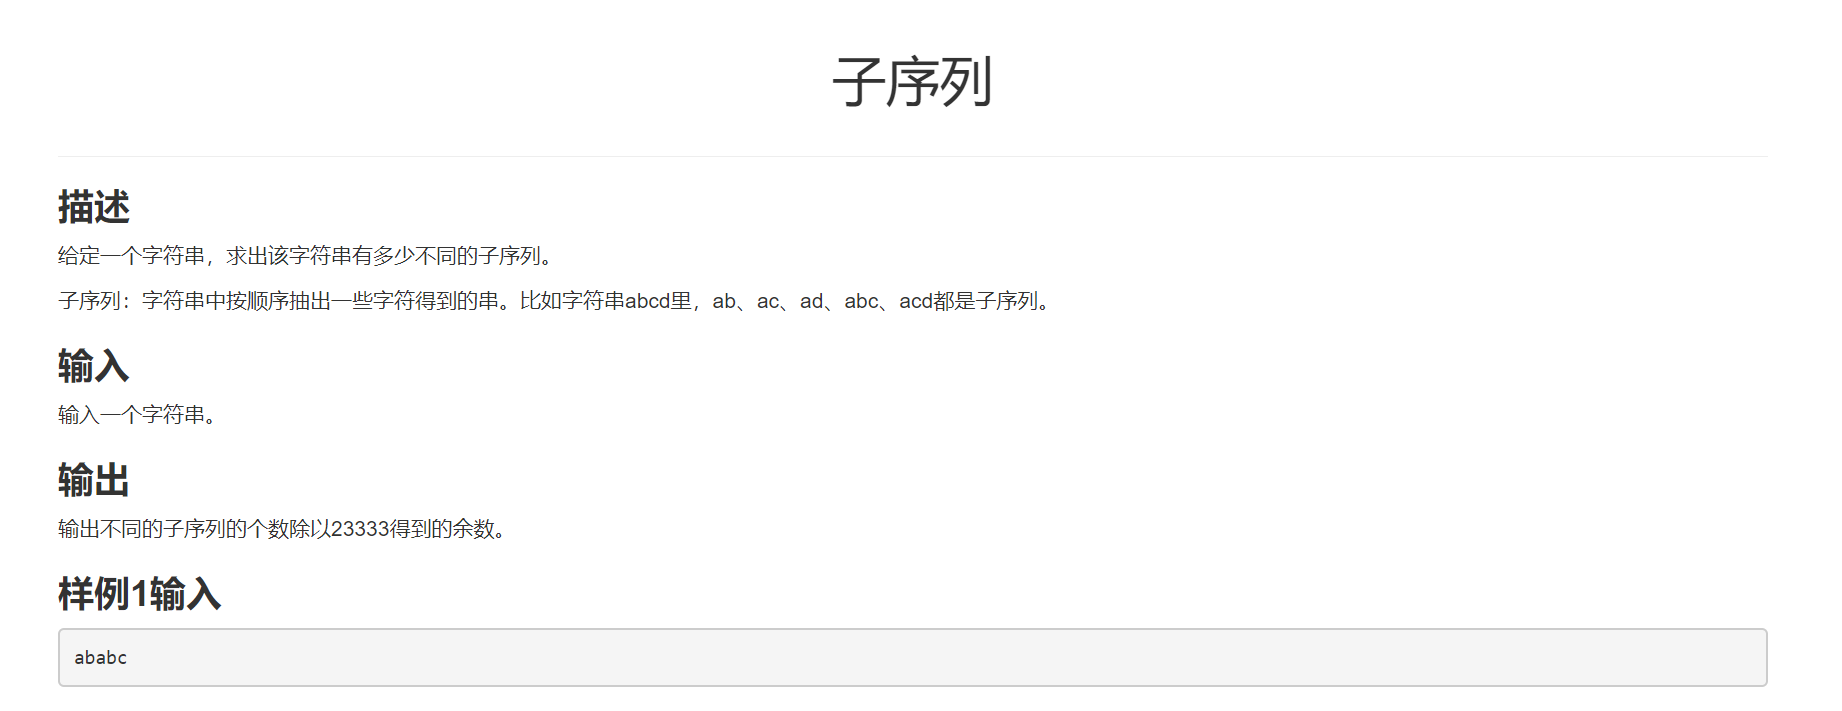 子序列
描述
给定一个字符串，求出该字符串有多少不同的子序列。
子序列：字符串中按顺序抽出一些字符得到的串。比如字符串abcd里，ab、ac、ad、abc、acd都是子序列。
输入
输入一个字符串。
输出
输出不同的子序列的个数除以23333得到的余数。
样例1输入
ababc